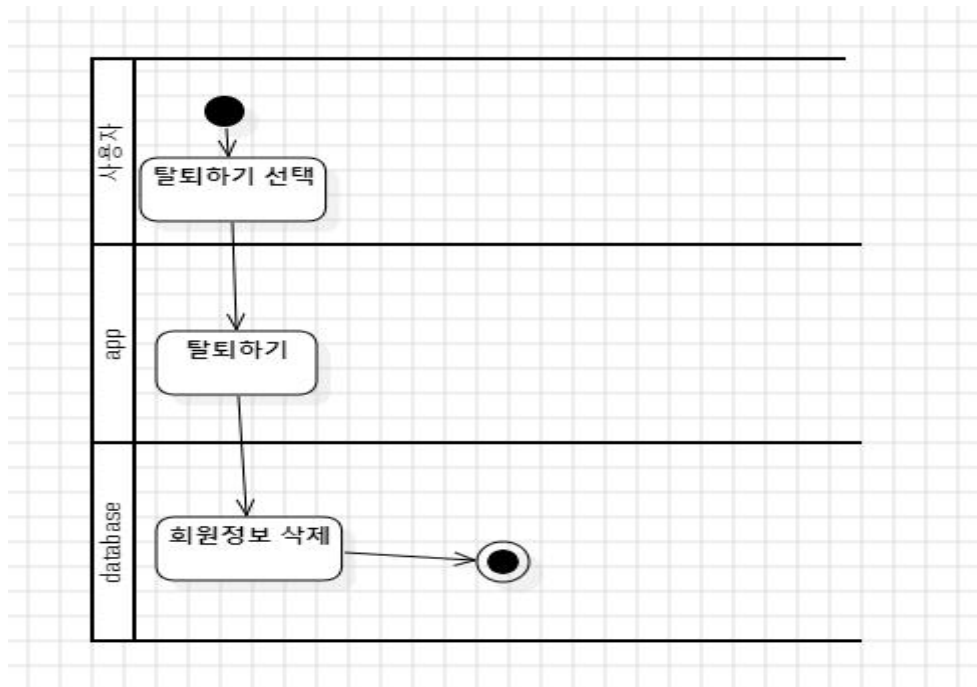 사용자
탈퇴하기 선택
app
탈퇴하기
database
회원정보 삭제